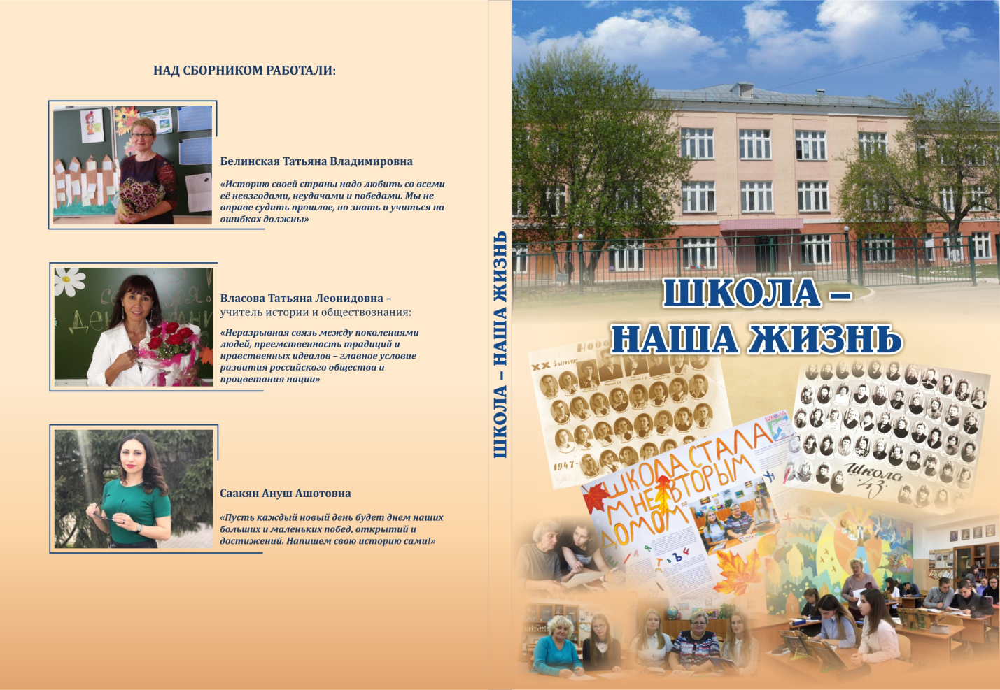 НАД СБОРНИКОМ РАБОТАЛИ:
Белинская Татьяна Владимировна
«Историю своей страны надо любить со всеми
её невзгодами, неудачами и победами. Мы не
вправе судить прошлое, но знать и учиться на
ошибках должны»
Власова Татьяна Леонидовна –
учитель истории и обществознания:
«Неразрывная связь между поколениями
людей, преемственность традиций и
нравственных идеалов – главное условие
развития российского общества и
процветания нации»
Саакян Ануш Ашотовна
«Пусть каждый новый день будет днем наших
больших и маленьких побед, открытий и
достижений. Напишем свою историю сами!»
ШКОЛА – НАША ЖИЗНЬ
ШКОЛА –
НАША ЖИЗНЬ
XX выпуск
1947-
ШКОЛА СТАЛА
МНЕ ВТОРЫМ
ДОМОМ
Школа
43